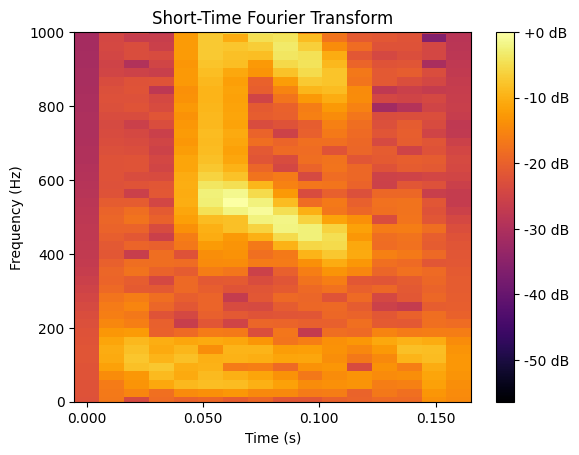 Short-Time Fourier Transform
1000
800
600
400
200
0
Frequency (Hz)
0.000
0.050
0.100
0.150
Time (s)
+0 dB
-10 dB
-20 dB
-30 dB
-40 dB
-50 dB